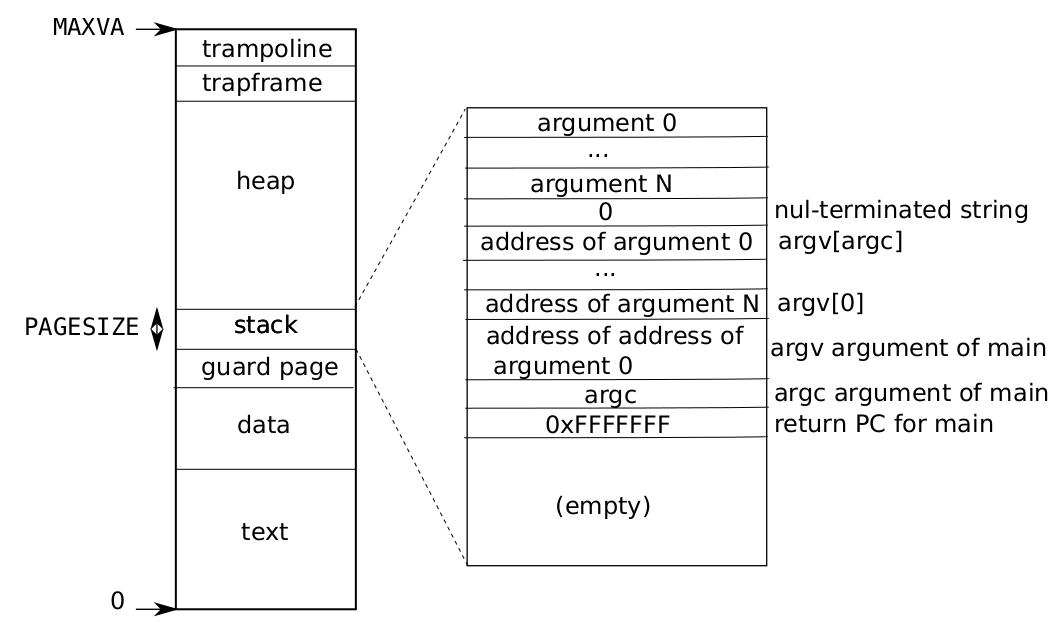 MAXVA
trampoline
trapframe
heap
PAGESIZE
stack
guard page
data
text
0
argument 0
...
argument N
0
nul-terminated string
address of argument 0
argv[argc]
...
address of argument N
argv[0]
address of address of
argument 0
argv argument of main
argc
argc argument of main
0xFFFFFFF
return PC for main
(empty)